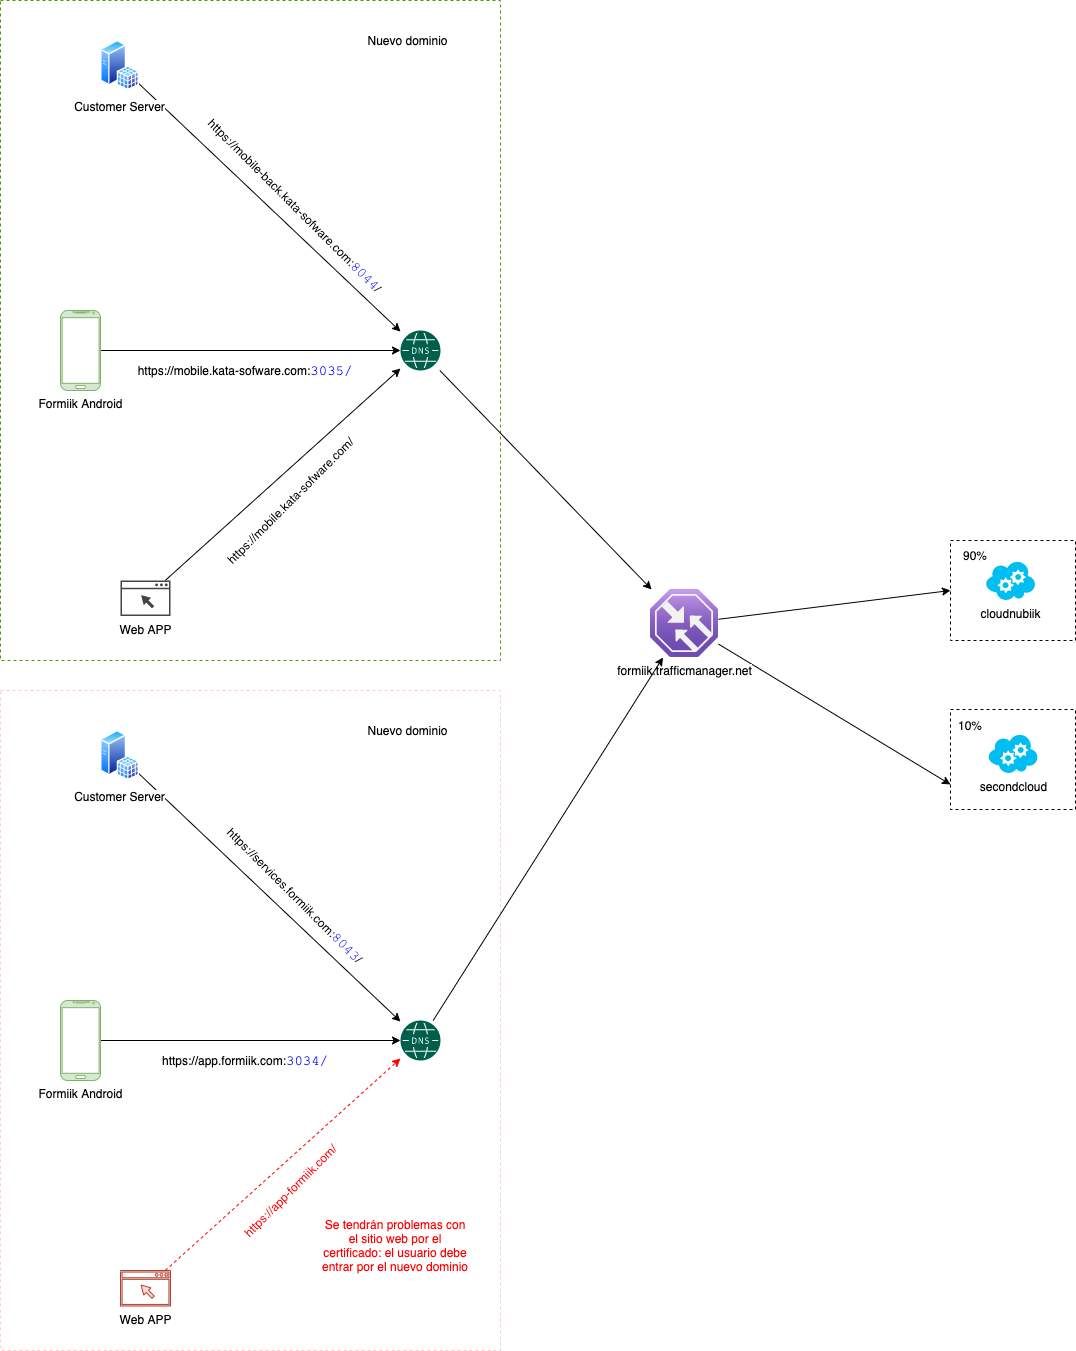 Nuevo dominio
Customer Server
https://mobile-back.kata-sofware.com:8044/
DNS
https://mobile.kata-sofware.com:3035/
Formiik Android
https://mobile.kata-sofware.com/
Web APP
90%
cloudnubiik
formiik.trafficmanager.net
10%
secondcloud
Nuevo dominio
Customer Server
https://services.formiik.com:8043/
DNS
https://app.formiik.com:3034/
Formiik Android
https://app-formiik.com/
Se tendrán problemas con
el sitio web por el
certificado: el usuario debe
entrar por el nuevo dominio
Web APP